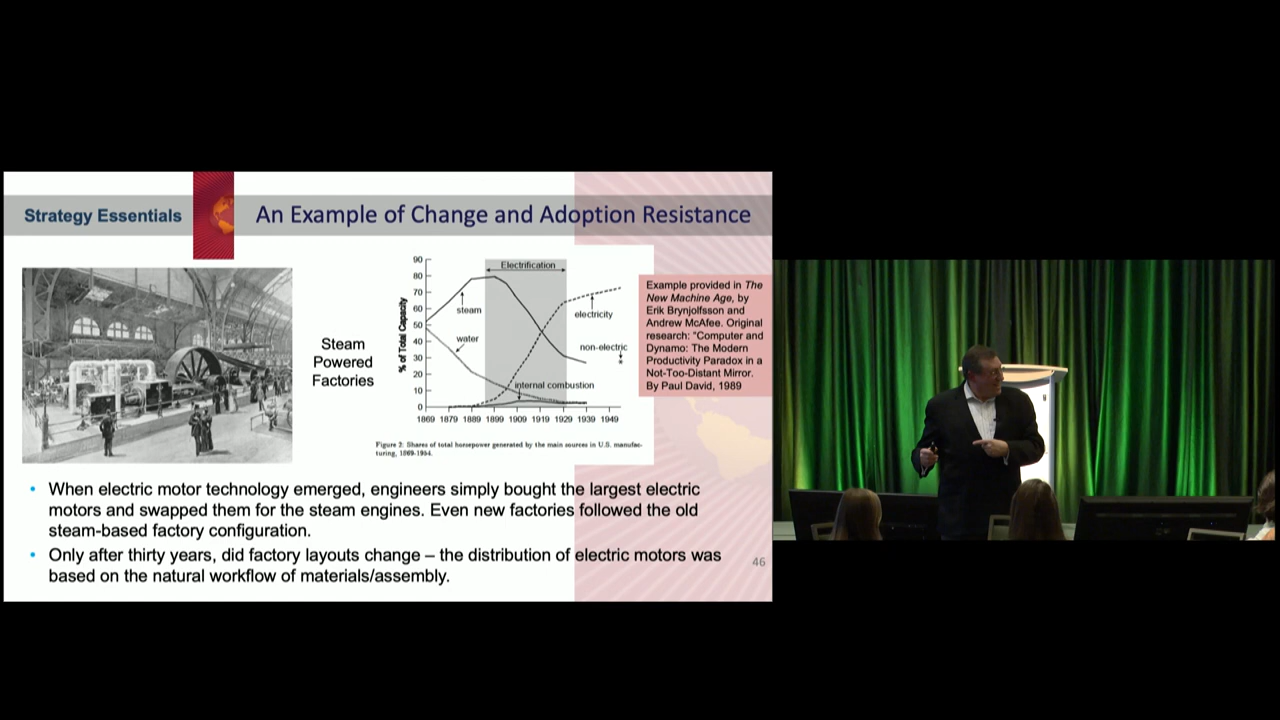 Strategy Essentials
An Example of Change and Adoption Resistance
Steam
Powered
Factories
% of Total Capacity
90
80
70
60
50
40
30
20
10
0
Electrification
steam
water
electricity
non-electric
*
internal combustion
1869 1879 1889 1899 1909 1919 1929 1939 1949
Figure 2: Shares of total horsepower generated by the main sources in U.S. manufac-
turing, 1869-1954.
Example provided in The
New Machine Age, by
Erik Brynjolfsson and
Andrew McAfee. Original
research: "Computer and
Dynamo: The Modern
Productivity Paradox in a
Not-Too-Distant Mirror.
By Paul David, 1989
• When electric motor technology emerged, engineers simply bought the largest electric
motors and swapped them for the steam engines. Even new factories followed the old
steam-based factory configuration.
• Only after thirty years, did factory layouts change – the distribution of electric motors was
based on the natural workflow of materials/assembly.
46